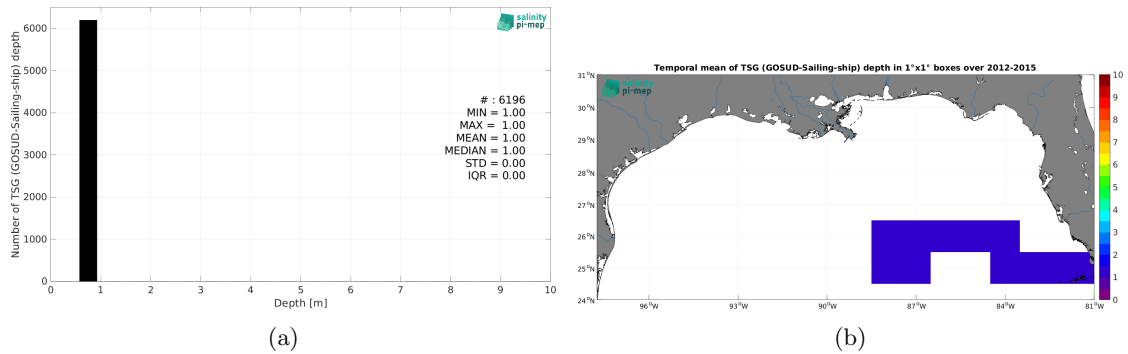 salinity
pi-mep
Number of TSG (GOSUD-Sailing-ship) depth
6000
5000
4000
3000
2000
1000
0
# : 6196
MIN = 1.00
MAX = 1.00
MEAN = 1.00
MEDIAN = 1.00
STD = 0.00
IQR = 0.00
0 1 2 3 4 5 6 7 8 9 10
Depth [m]
(a)
Temporal mean of TSG (GOSUD-Sailing-ship) depth in 1°x1° boxes over 2012-2015
salinity
pi-mep
31°N
30°N
29°N
28°N
27°N
26°N
25°N
24°N
96°W 93°W 90°W 87°W 84°W 81°W
10
9
8
7
6
5
4
3
2
1
0
(b)